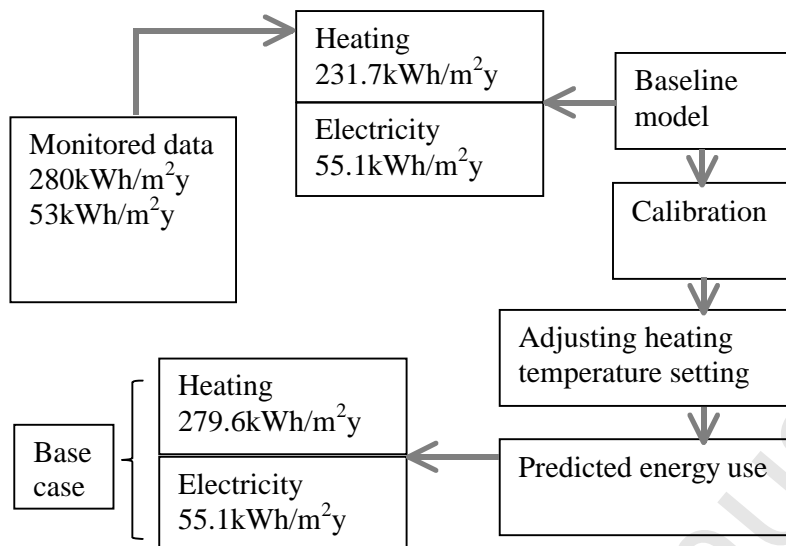 Heating
231.7kWh/m²y
Electricity
55.1kWh/m²y
Baseline
model
Monitored data
280kWh/m²y
53kWh/m²y
Calibration
Adjusting heating
temperature setting
Predicted energy use
Heating
279.6kWh/m²y
Electricity
55.1kWh/m²y
Base
case